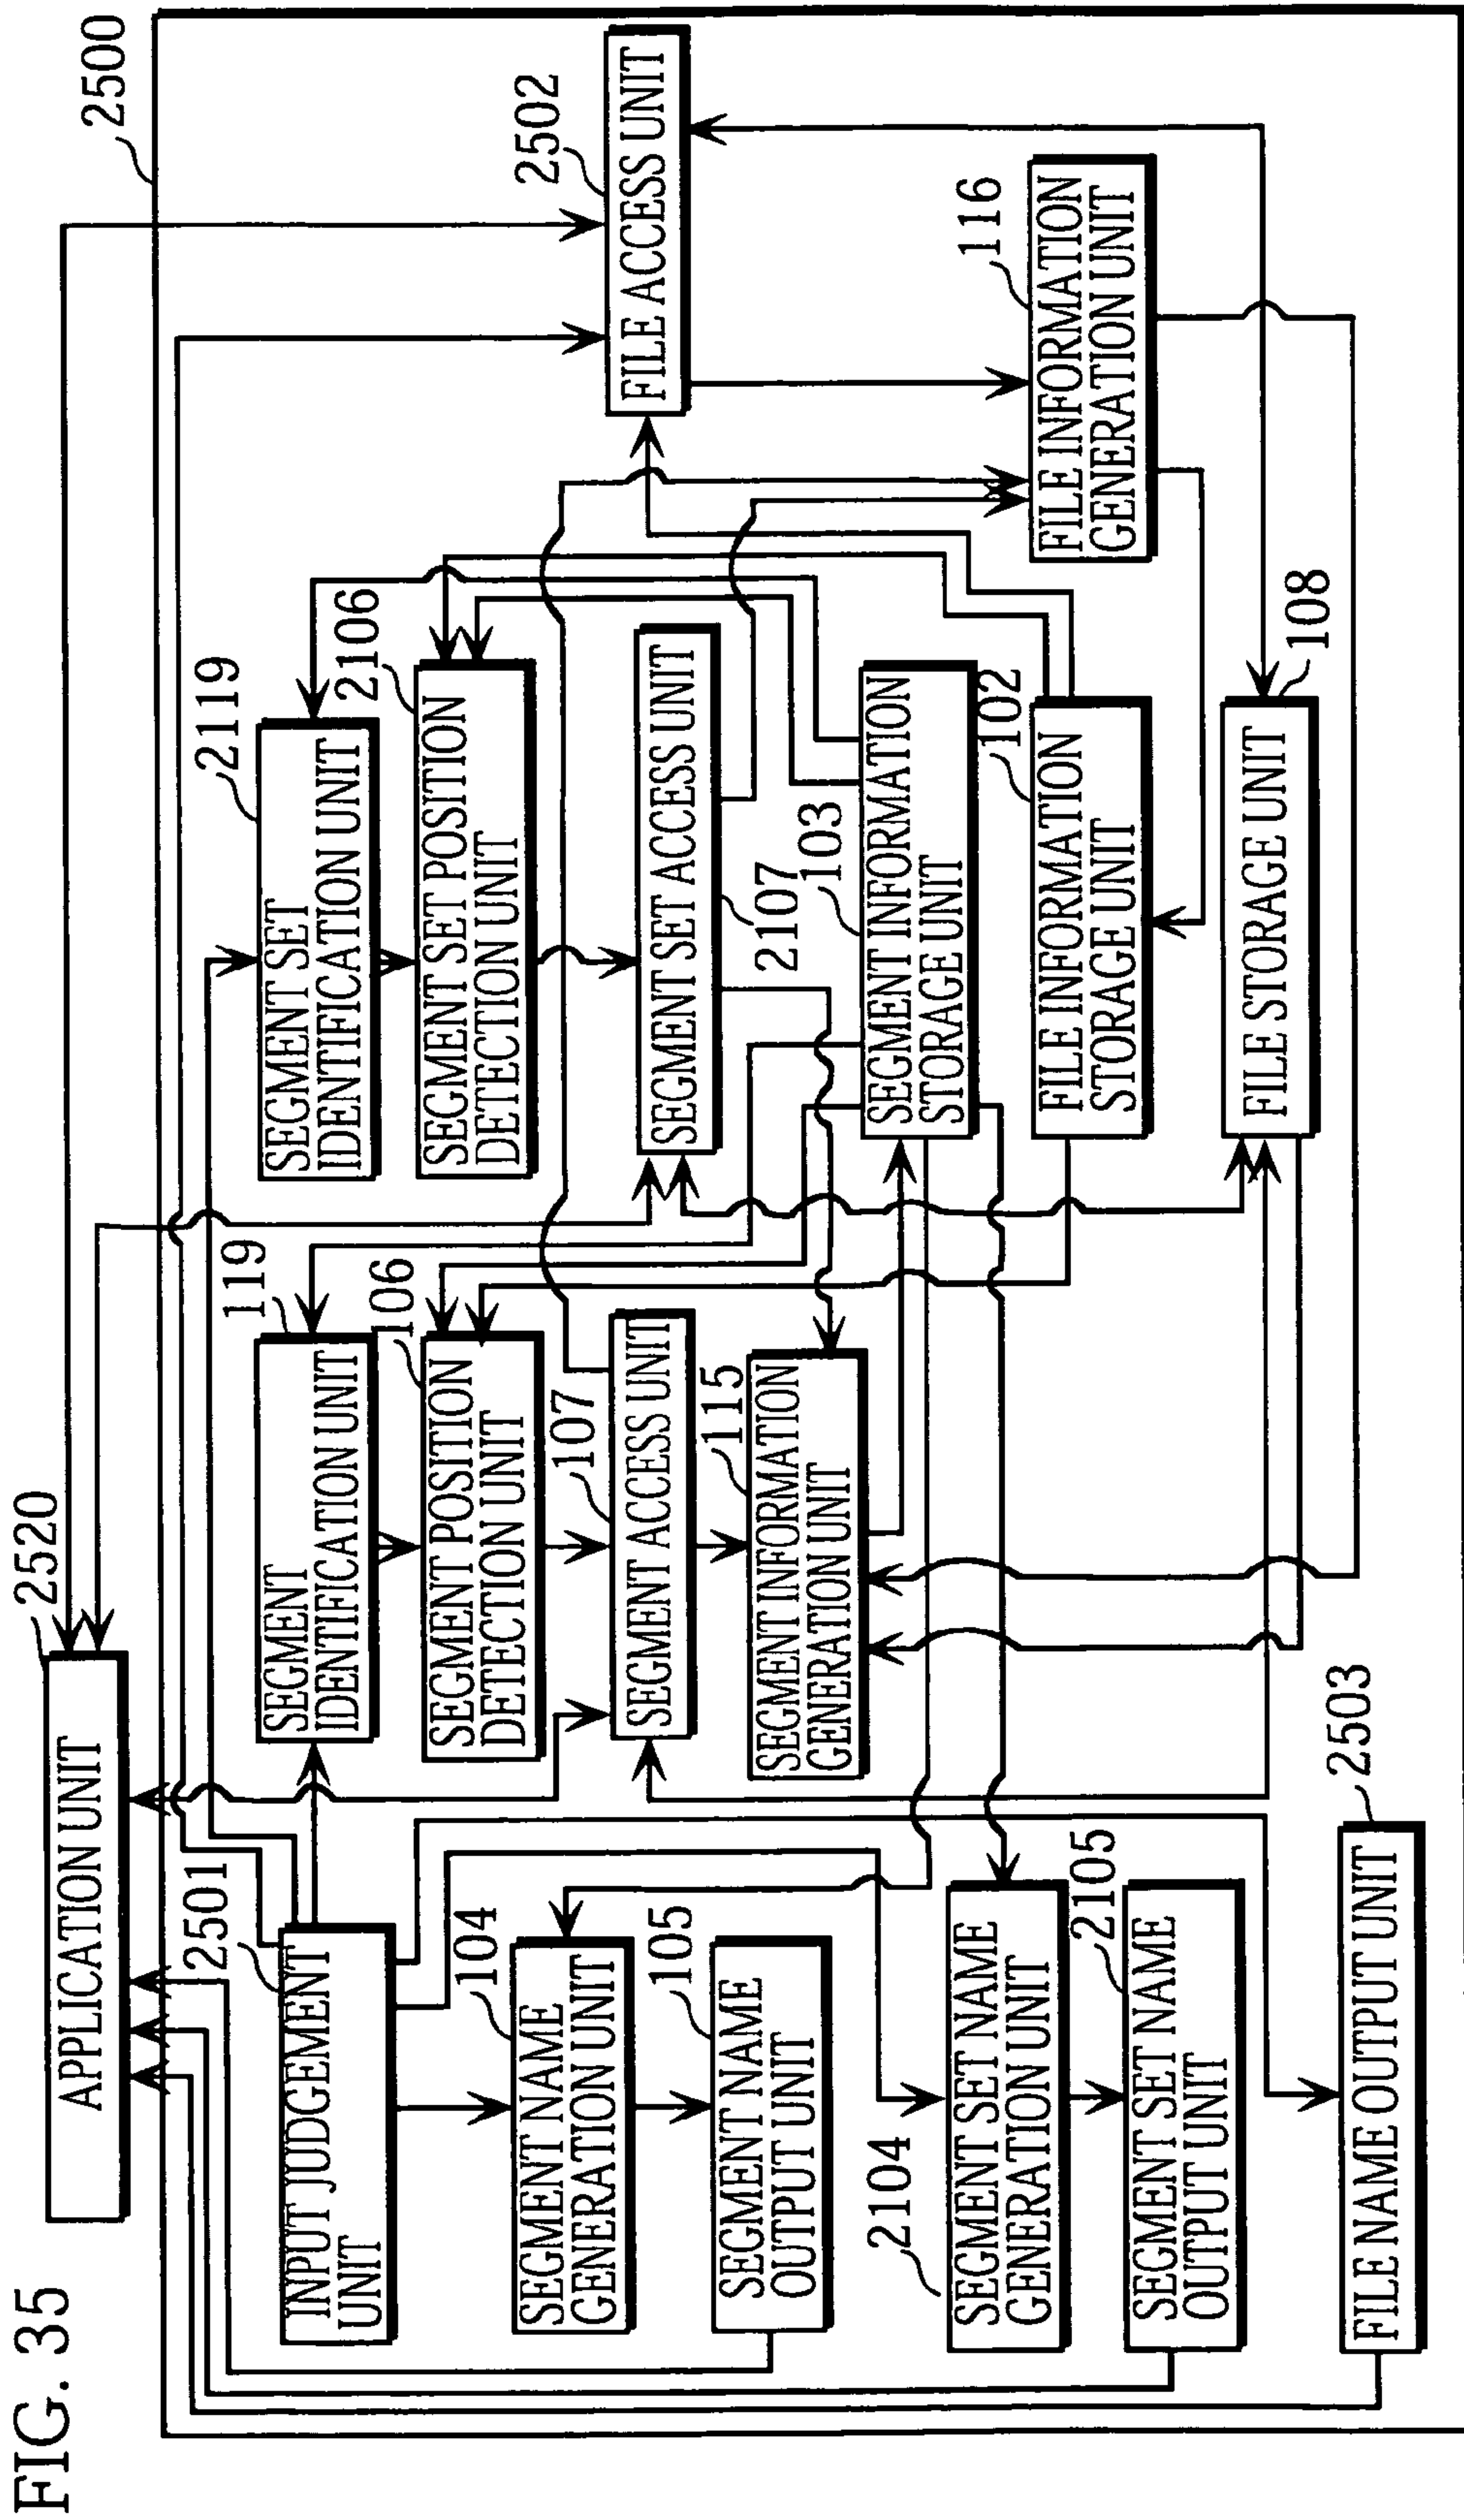 FIG. 35
2520
APPLICATION UNIT
2500
2501
INPUT JUDGEMENT
UNIT
104
SEGMENT NAME
GENERATION UNIT
105
SEGMENT NAME
OUTPUT UNIT
2104
SEGMENT SET NAME
GENERATION UNIT
2105
SEGMENT SET NAME
OUTPUT UNIT
2503
FILE NAME OUTPUT UNIT
119
SEGMENT
IDENTIFICATION UNIT
106
SEGMENT POSITION
DETECTION UNIT
107
SEGMENT ACCESS UNIT
115
SEGMENT INFORMATION
GENERATION UNIT
2119
SEGMENT SET
IDENTIFICATION UNIT
2106
SEGMENT SET POSITION
DETECTION UNIT
SEGMENT SET ACCESS UNIT
2107
103
SEGMENT INFORMATION
STORAGE UNIT
102
FILE INFORMATION
STORAGE UNIT
108
FILE STORAGE UNIT
2502
FILE ACCESS UNIT
116
FILE INFORMATION
GENERATION UNIT